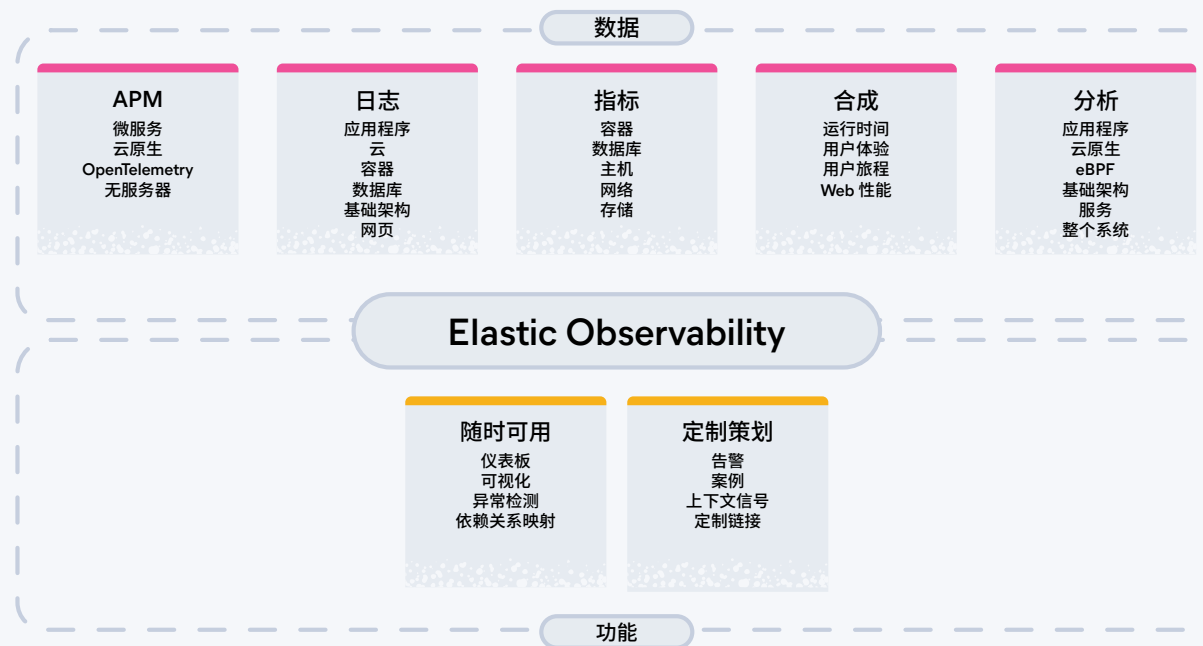 数据
APM
微服务
云原生
OpenTelemetry
无服务器
日志
应用程序
云
容器
数据库
基础架构
网页
指标
容器
数据库
主机
网络
存储
合成
运行时间
用户体验
用户旅程
Web 性能
分析
应用程序
云原生
eBPF
基础架构
服务
整个系统
Elastic Observability
随时可用
仪表板
可视化
异常检测
依赖关系映射
定制策划
告警
案例
上下文信号
定制链接
功能